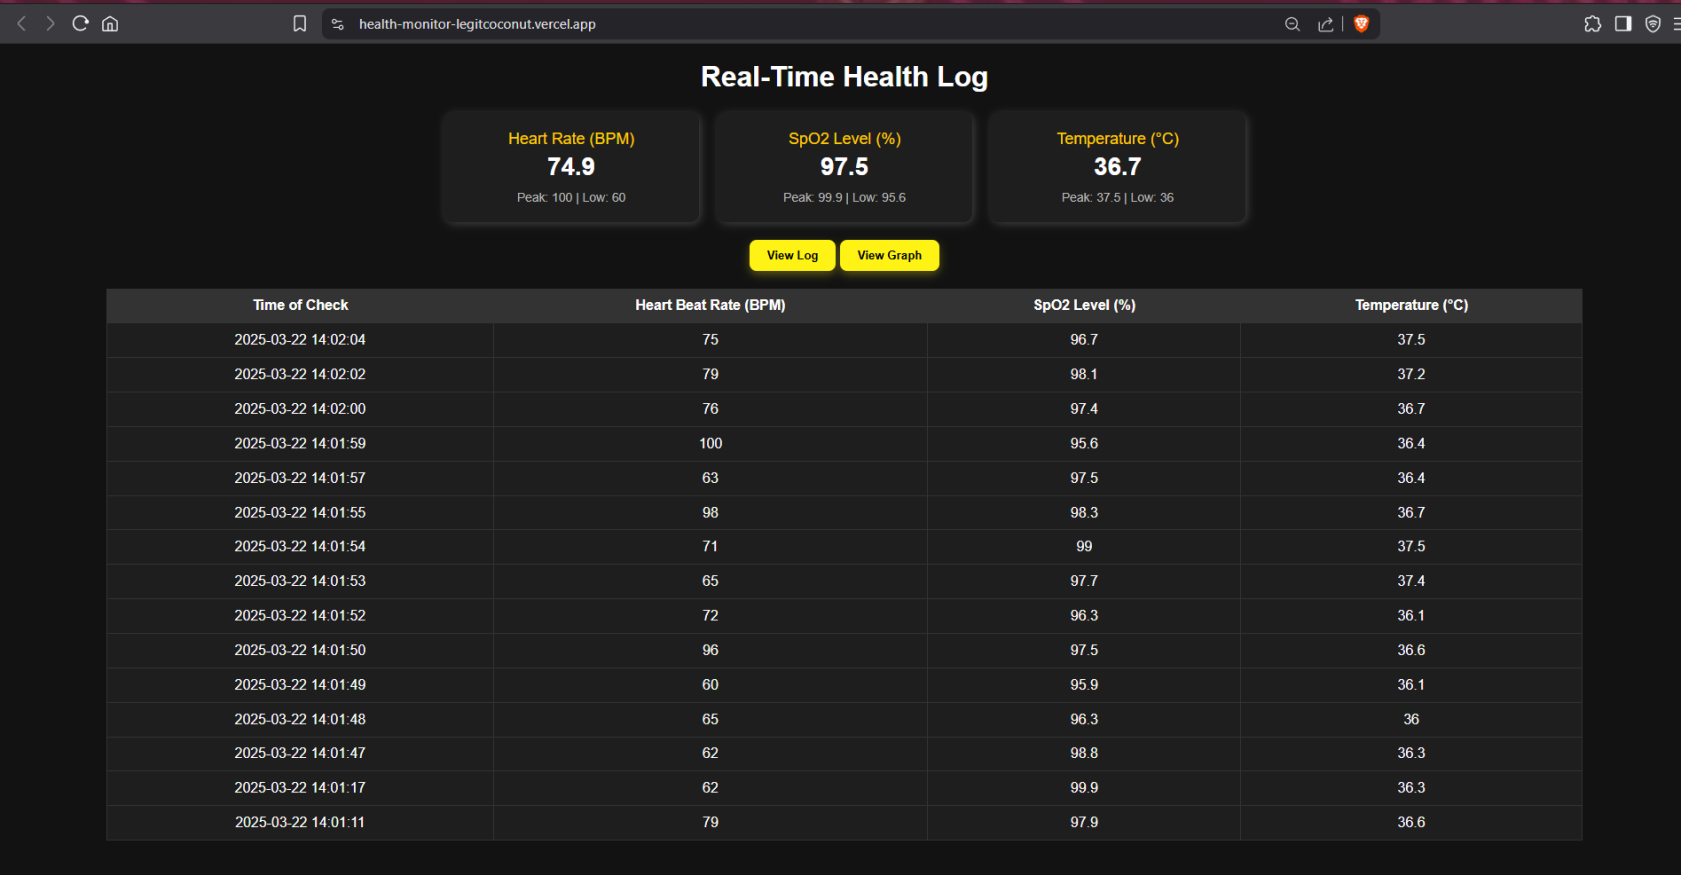 health-monitor-legitcoconut.vercel.app
Real-Time Health Log
Heart Rate (BPM) SpO2 Level (%) Temperature (°C)
74.9 97.5 36.7
Peak: 100 | Low: 60 Peak: 99.9 | Low: 95.6 Peak: 37.5 | Low: 36
View Log View Graph
Time of Check Heart Beat Rate (BPM) SpO2 Level (%) Temperature (°C)
2025-03-22 14:02:04 75 96.7 37.5
2025-03-22 14:02:02 79 98.1 37.2
2025-03-22 14:02:00 76 97.4 36.7
2025-03-22 14:01:59 100 95.6 36.4
2025-03-22 14:01:57 63 97.5 36.4
2025-03-22 14:01:55 98 98.3 36.7
2025-03-22 14:01:54 71 99 37.5
2025-03-22 14:01:53 65 97.7 37.4
2025-03-22 14:01:52 72 96.3 36.1
2025-03-22 14:01:50 96 97.5 36.6
2025-03-22 14:01:49 60 95.9 36.1
2025-03-22 14:01:48 65 96.3 36
2025-03-22 14:01:47 62 98.8 36.3
2025-03-22 14:01:17 62 99.9 36.3
2025-03-22 14:01:11 79 97.9 36.6